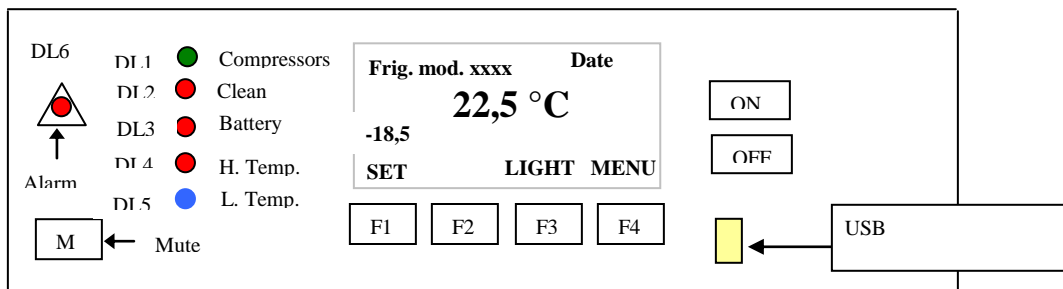 DL6
DL1 Compressors
DL2 Clean
DL3 Battery
DL4 H. Temp.
DL5 L. Temp.
Alarm
M Mute
Frig. mod. xxxx Date
22,5 °C
-18,5
SET LIGHT MENU
F1 F2 F3 F4
ON
OFF
USB